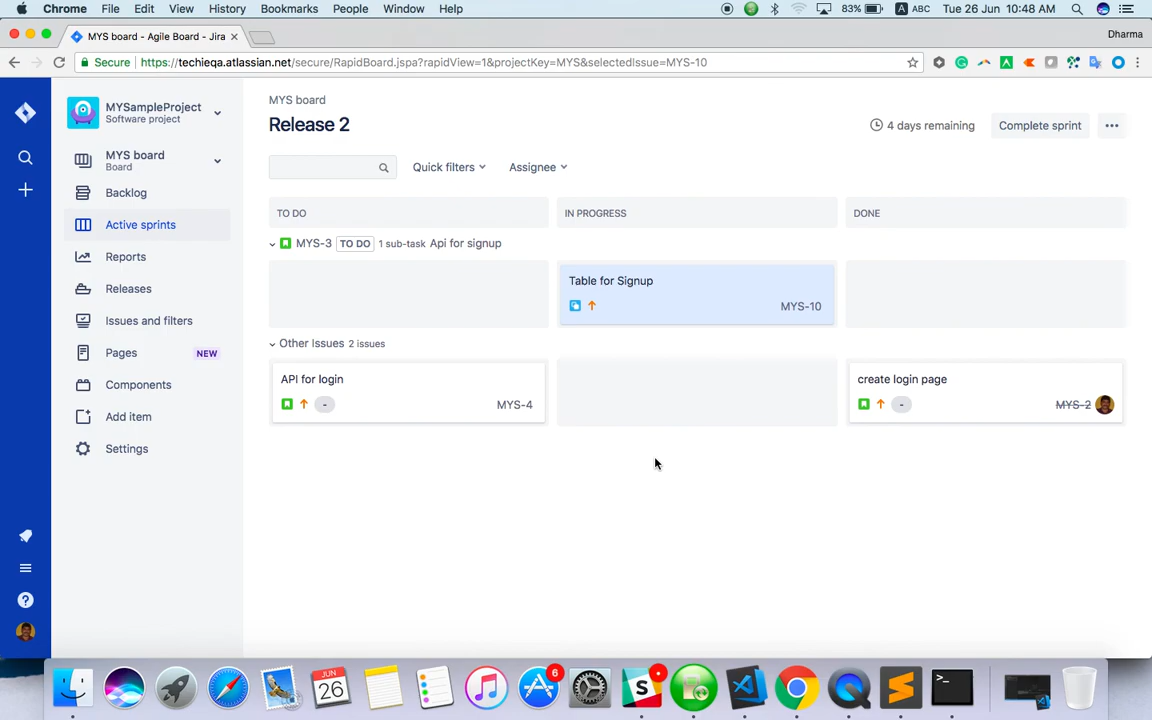 Chrome File Edit View History Bookmarks People Window Help 83% A ABC Tue 26 Jun 10:48 AM
MYS board - Agile Board - Jira Dharma
Secure https://techieqa.atlassian.net/secure/RapidBoard.jspa?rapidView=1&projectKey=MYS&selectedIssue=MYS-10
MYSampleProject
Software project
MYS board
Board
Backlog
Active sprints
Reports
Releases
Issues and filters
Pages NEW
Components
Add item
Settings
MYS board
Release 2
4 days remaining Complete sprint
Quick filters Assignee
TO DO IN PROGRESS DONE
MYS-3 TO DO 1 sub-task Api for signup
Table for Signup
MYS-10
Other Issues 2 issues
API for login
- MYS-4
create login page
- MYS-2
JUN
26
6
>_